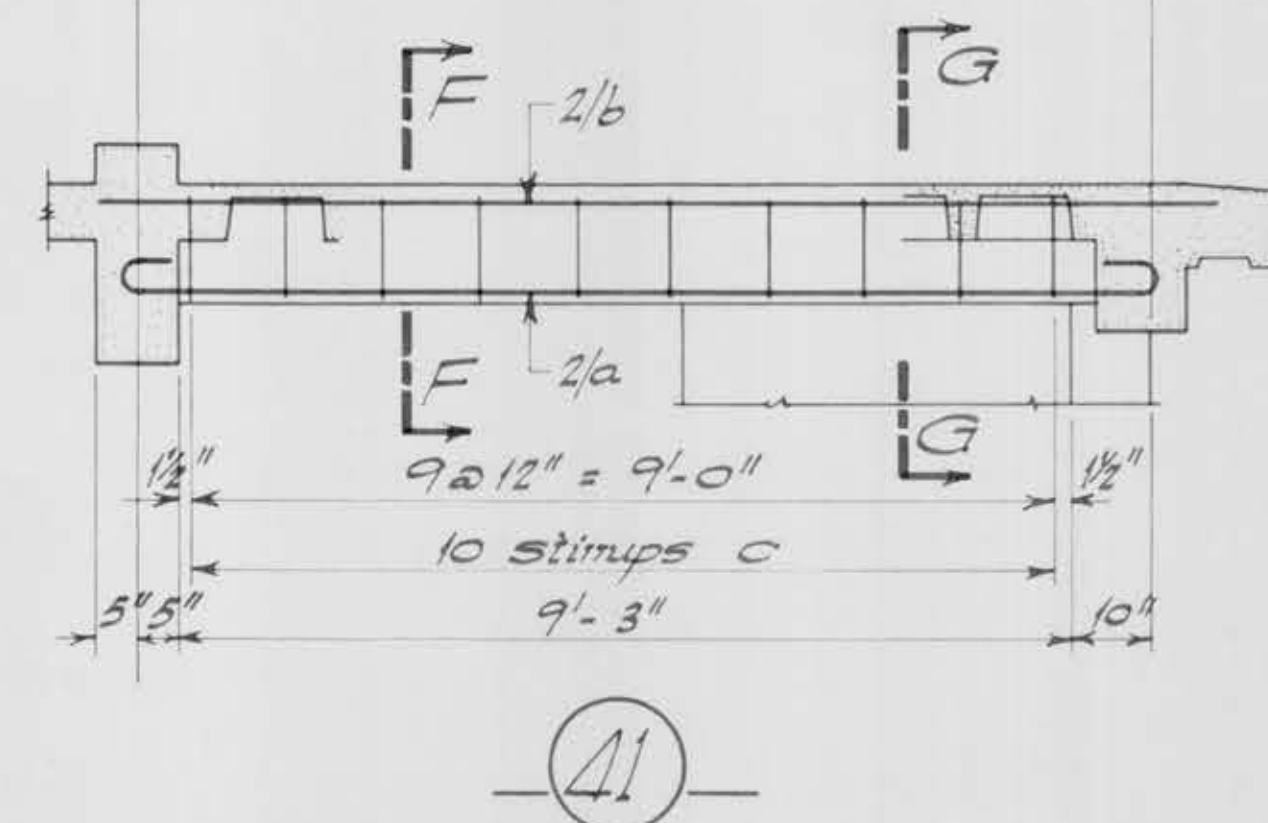 F
G
2/b
F
2/a
G
1½"
9@12" = 9'-0"
1½"
10 stirrups c
5"
5"
9'-3"
10"
41